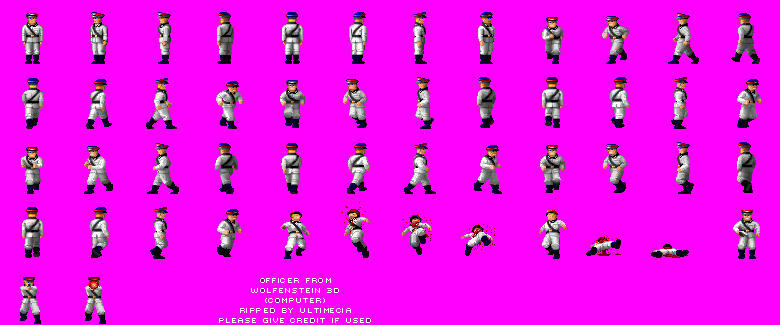 OFFICER FROM
WOLFENSTEIN 3D
(COMPUTER)
RIPPED BY ULTIMECIA
PLEASE GIVE CREDIT IF USED